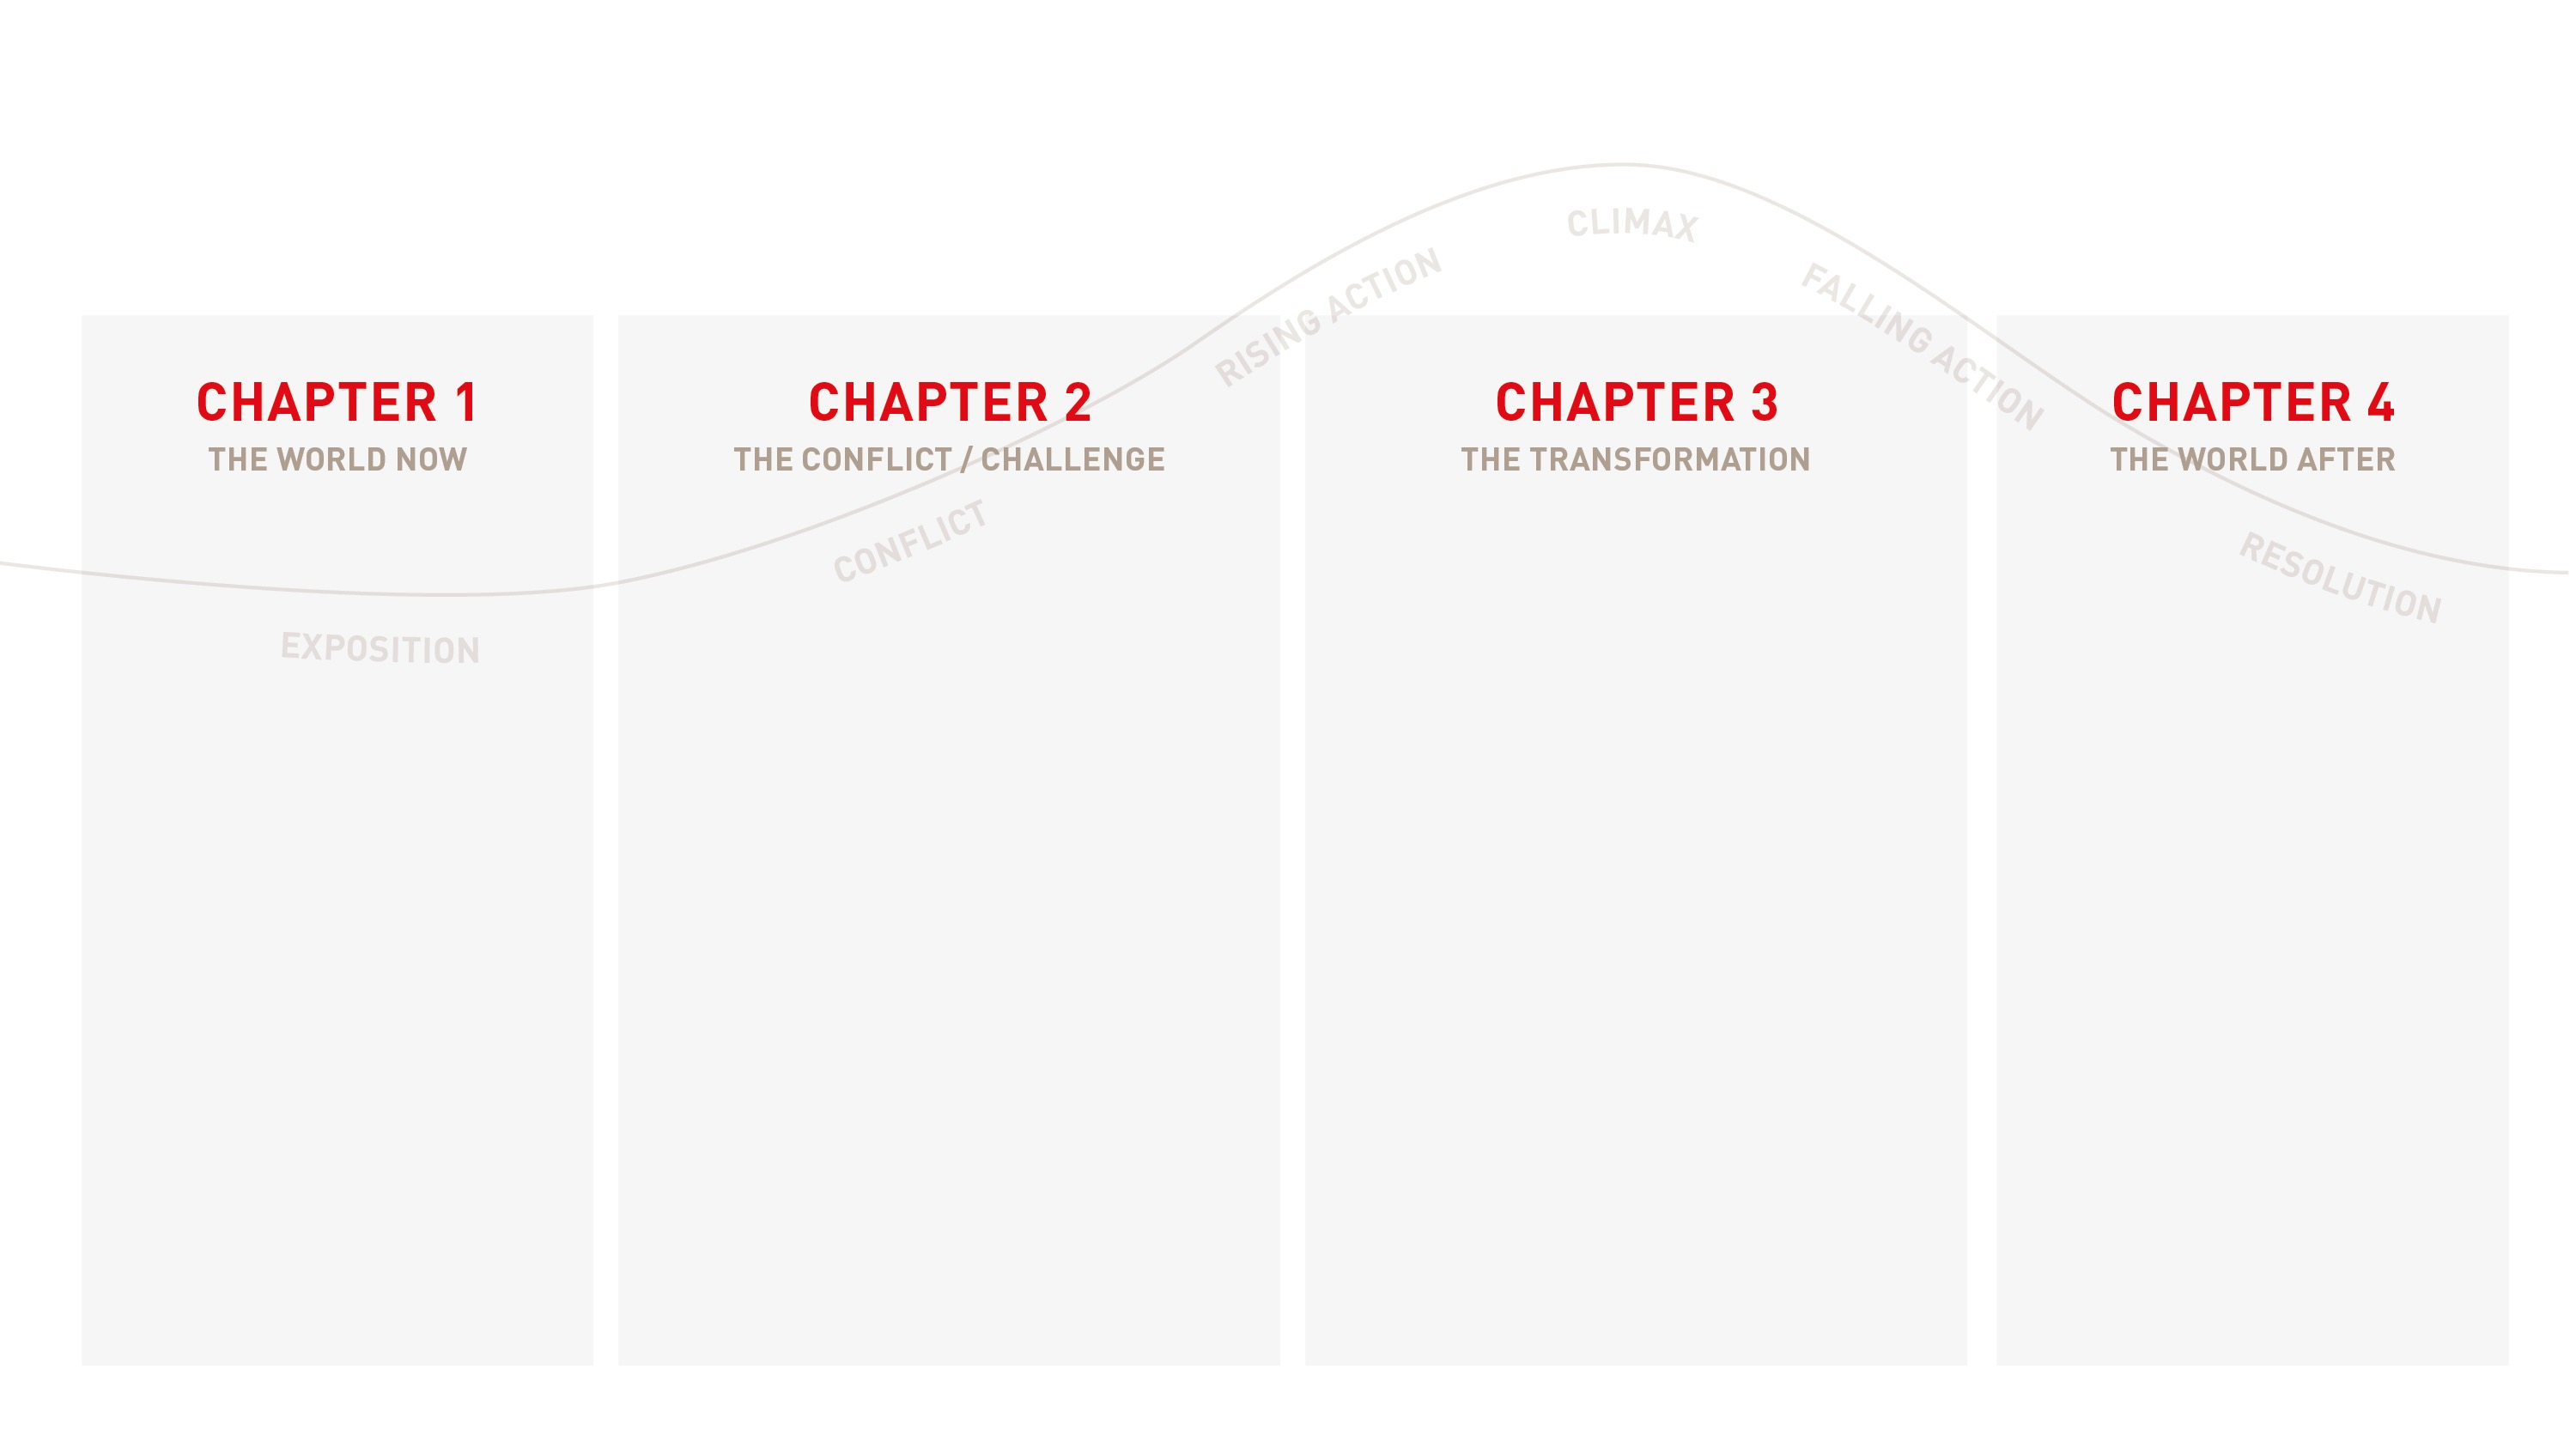 CLIMAX
RISING ACTION
FALLING ACTION
CHAPTER 1
THE WORLD NOW
CHAPTER 2
THE CONFLICT / CHALLENGE
CHAPTER 3
THE TRANSFORMATION
CHAPTER 4
THE WORLD AFTER
CONFLICT
RESOLUTION
EXPOSITION